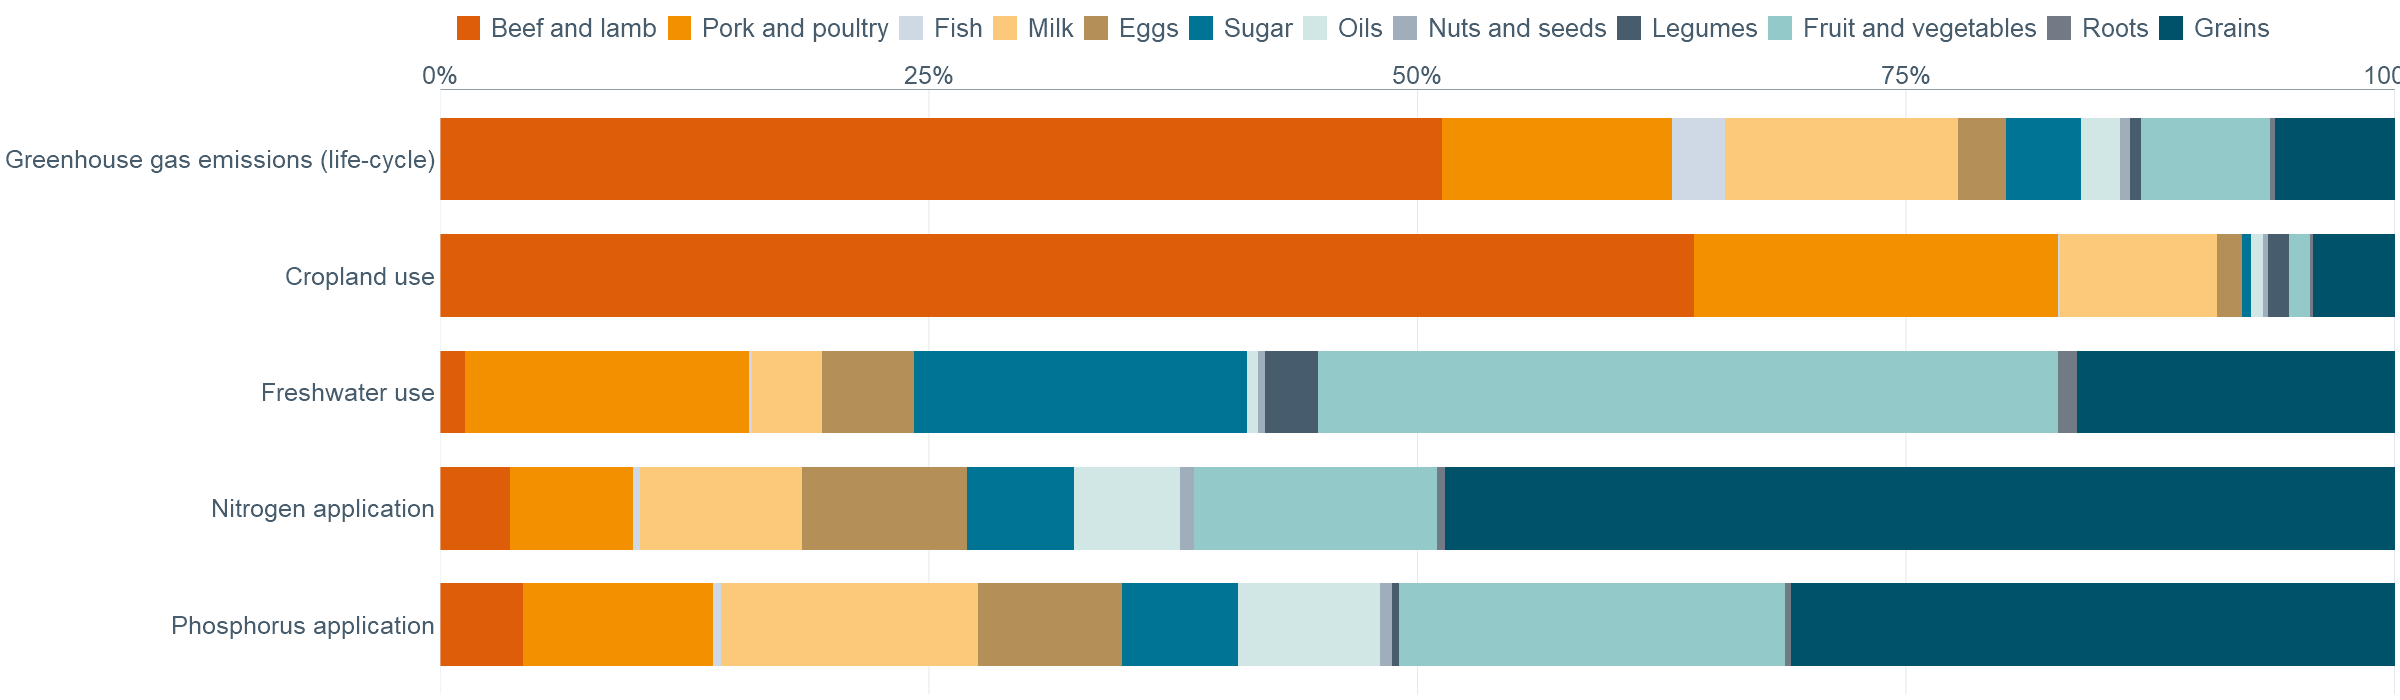 Beef and lamb Pork and poultry Fish Milk Eggs Sugar Oils Nuts and seeds Legumes Fruit and vegetables Roots Grains
0% 25% 50% 75% 100
Greenhouse gas emissions (life-cycle)
Cropland use
Freshwater use
Nitrogen application
Phosphorus application